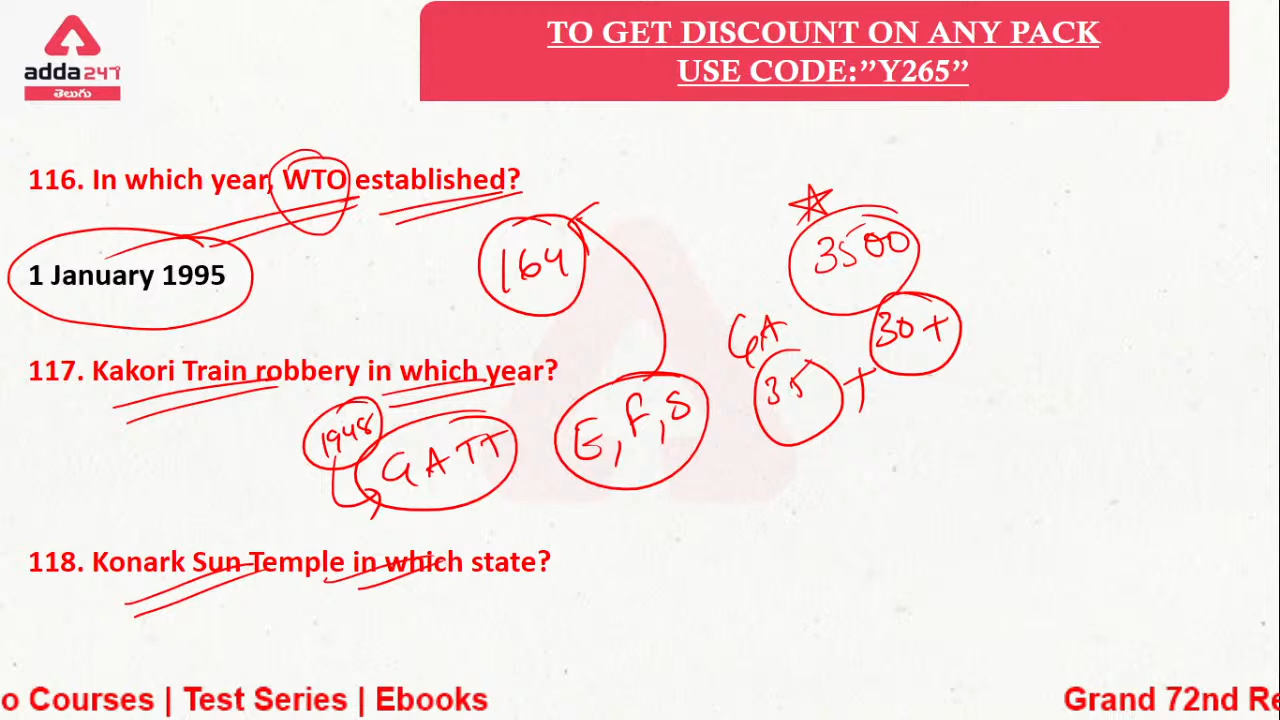 adda247
తెలుగు
TO GET DISCOUNT ON ANY PACK
USE CODE:”Y265”
116. In which year, WTO established?
1 January 1995
164
3500
30+
GA
35 +
117. Kakori Train robbery in which year?
1948
GATT
E, F, S
118. Konark Sun Temple in which state?
o Courses | Test Series | Ebooks
Grand 72nd Re